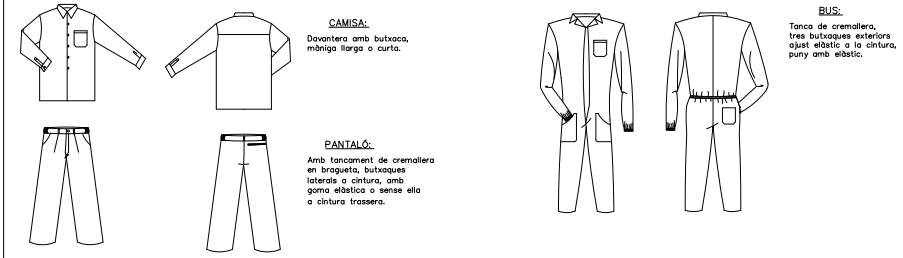 CAMISA:
Davantera amb butxaca,
màniga llarga o curta.
PANTALÓ:
Amb tancament de cremallera
en bragueta, butxaques
laterals a cintura, amb
goma elàstica o sense ella
a cintura trassera.
BUS:
Tanca de cremallera,
tres butxaques exteriors
ajust elàstic a la cintura,
puny amb elàstic.